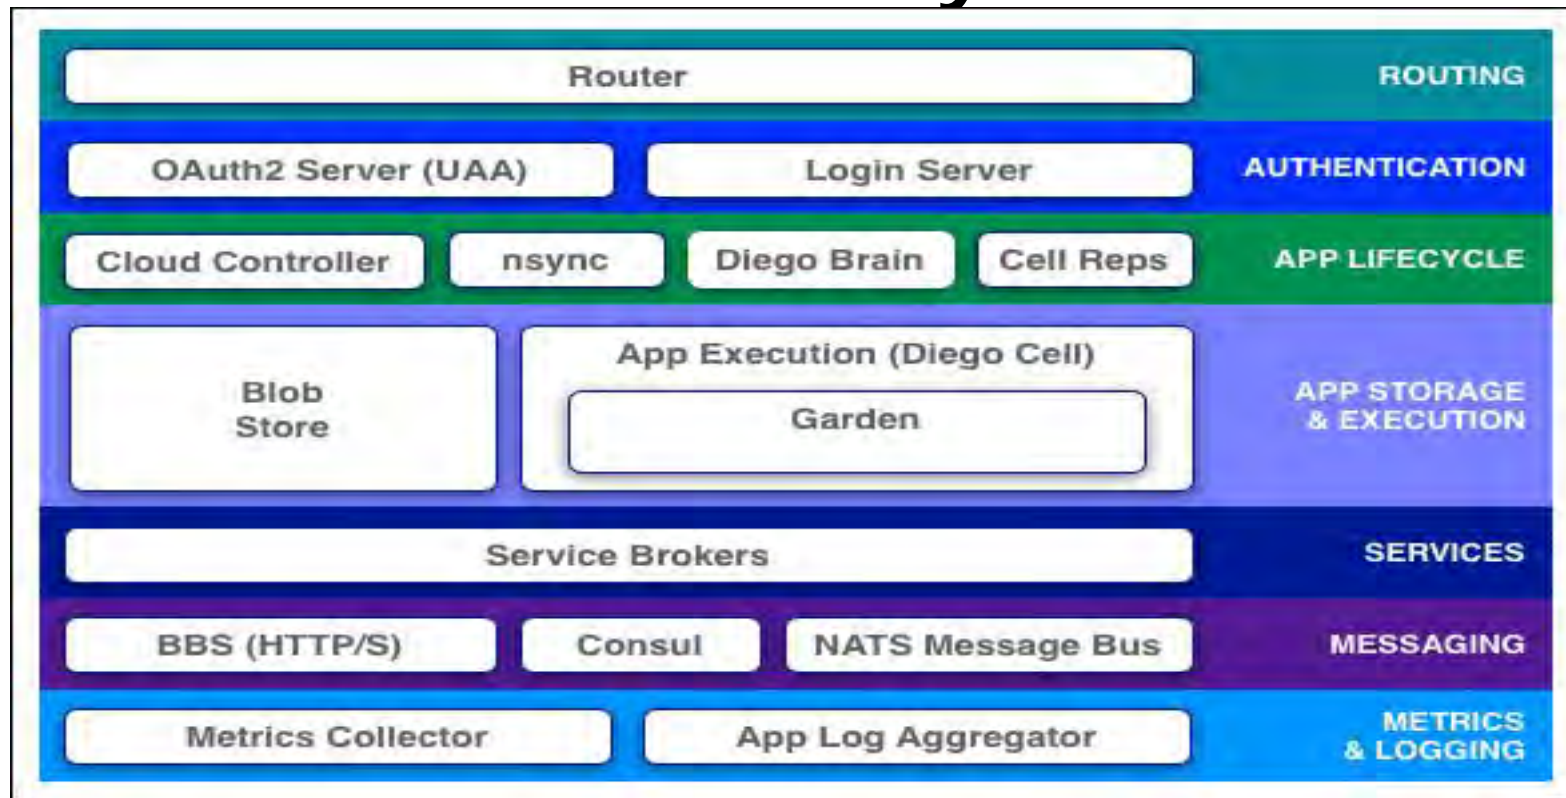 Router
ROUTING
OAuth2 Server (UAA)
Login Server
AUTHENTICATION
Cloud Controller
nsync
Diego Brain
Cell Reps
APP LIFECYCLE
Blob
Store
App Execution (Diego Cell)
Garden
APP STORAGE
& EXECUTION
Service Brokers
SERVICES
BBS (HTTP/S)
Consul
NATS Message Bus
MESSAGING
Metrics Collector
App Log Aggregator
METRICS
& LOGGING